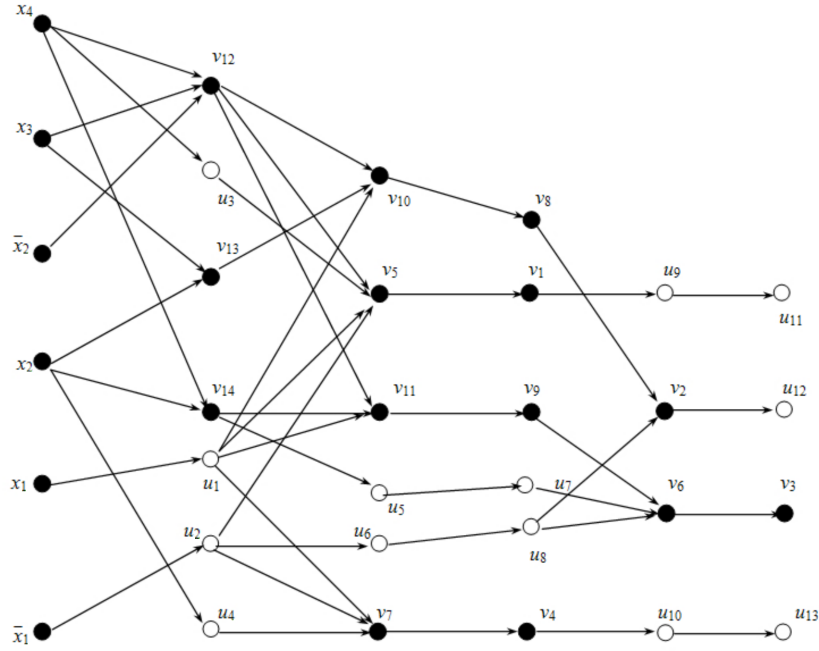 x₄
v₁₂
x₃
u₃
v₁₀
v₈
x̄₂
v₁₃
v₅
v₁
u₉
u₁₁
x₂
v₁₄
v₁₁
v₉
v₂
u₁₂
x₁
u₁
u₅
u₇
v₆
v₃
u₂
u₆
u₈
x̄₁
u₄
v₇
v₄
u₁₀
u₁₃